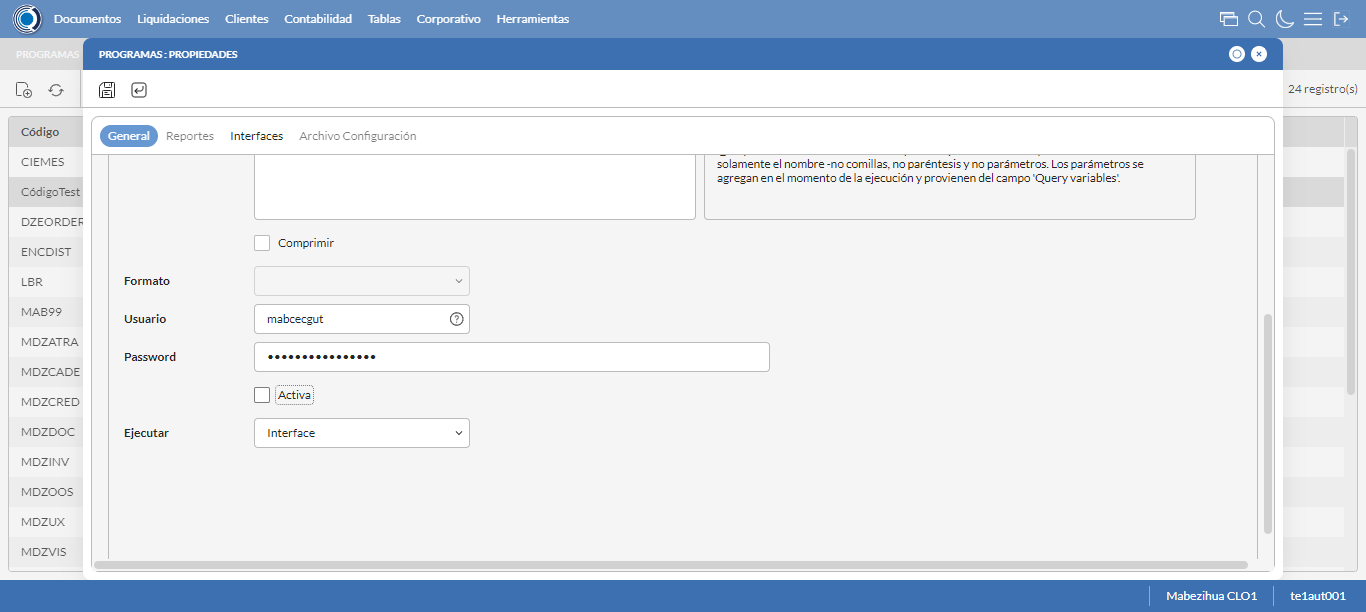 Documentos Liquidaciones Clientes Contabilidad Tablas Corporativo Herramientas
PROGRAMAS
PROGRAMAS : PROPIEDADES
24 registro(s)
General Reportes Interfaces Archivo Configuración
Código
CIEMES
CódigoTest
DZEORDER
ENCDIST
LBR
MAB99
MDZATRA
MDZCADE
MDZCRED
MDZDOC
MDZINV
MDZOOS
MDZUX
MDZVIS
solamente el nombre -no comillas, no paréntesis y no parámetros. Los parámetros se
agregan en el momento de la ejecución y provienen del campo 'Query variables'.
Comprimir
Formato
Usuario mabcecgut
Password ••••••••••••••••
Activa
Ejecutar Interface
Mabezihua CLO1 te1aut001